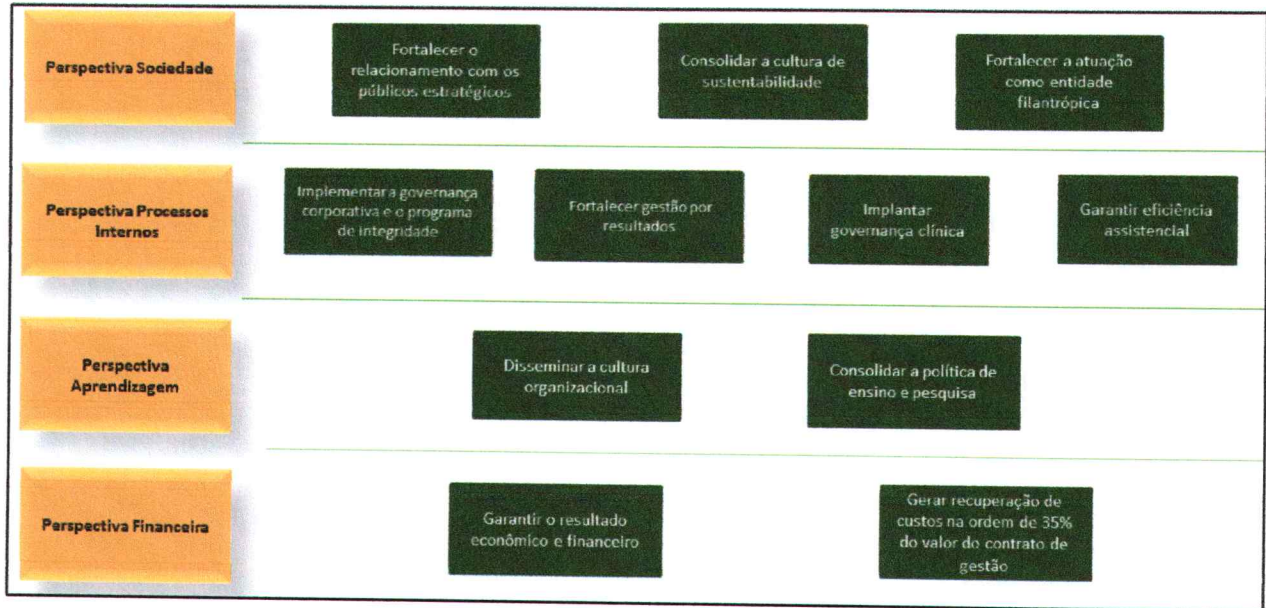 Perspectiva Sociedade
Fortalecer o
relacionamento com os
públicos estratégicos
Consolidar a cultura de
sustentabilidade
Fortalecer a atuação
como entidade
filantrópica
Perspectiva Processos
Internos
Implementar a governança
corporativa e o programa
de integridade
Fortalecer gestão por
resultados
Implantar
governança clínica
Garantir eficiência
assistencial
Perspectiva
Aprendizagem
Disseminar a cultura
organizacional
Consolidar a política de
ensino e pesquisa
Perspectiva Financeira
Garantir o resultado
econômico e financeiro
Gerar recuperação de
custos na ordem de 35%
do valor do contrato de
gestão